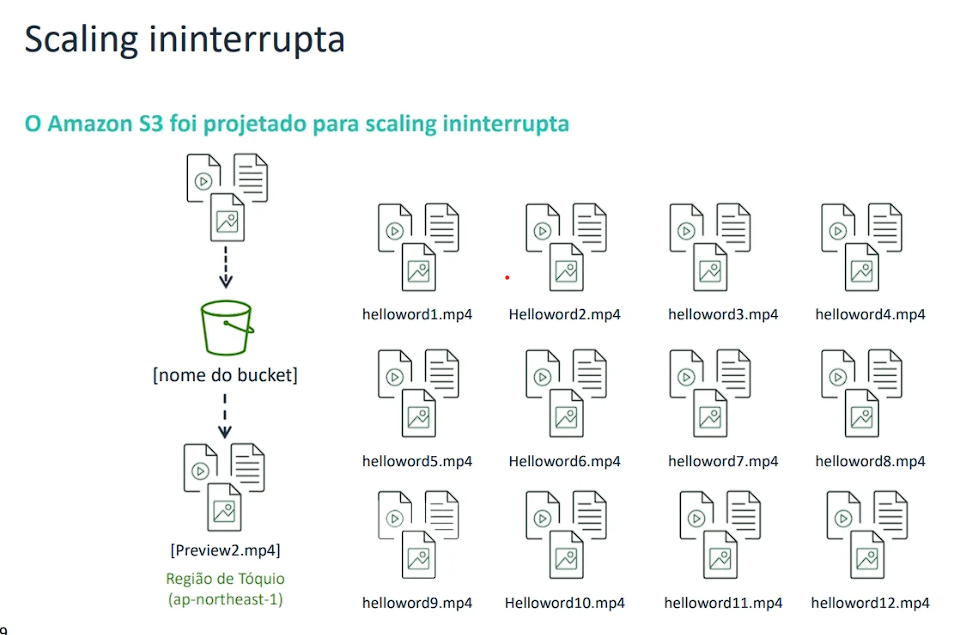 Scaling ininterrupta
O Amazon S3 foi projetado para scaling ininterrupta
[nome do bucket]
[Preview2.mp4]
Região de Tóquio
(ap-northeast-1)
helloword1.mp4
Helloword2.mp4
helloword3.mp4
helloword4.mp4
helloword5.mp4
Helloword6.mp4
helloword7.mp4
helloword8.mp4
helloword9.mp4
Helloword10.mp4
helloword11.mp4
helloword12.mp4
9